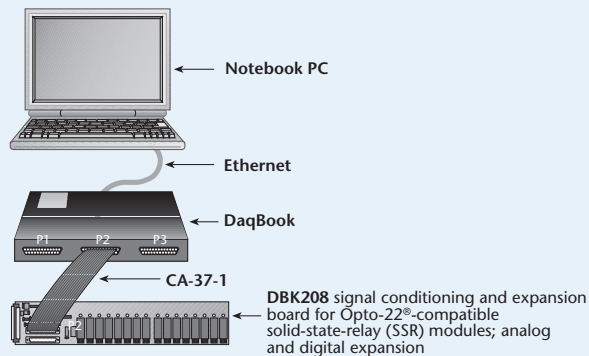 Notebook PC
Ethernet
DaqBook
P1 P2 P3
CA-37-1
P2
DBK208 signal conditioning and expansion
board for Opto-22®-compatible
solid-state-relay (SSR) modules; analog
and digital expansion